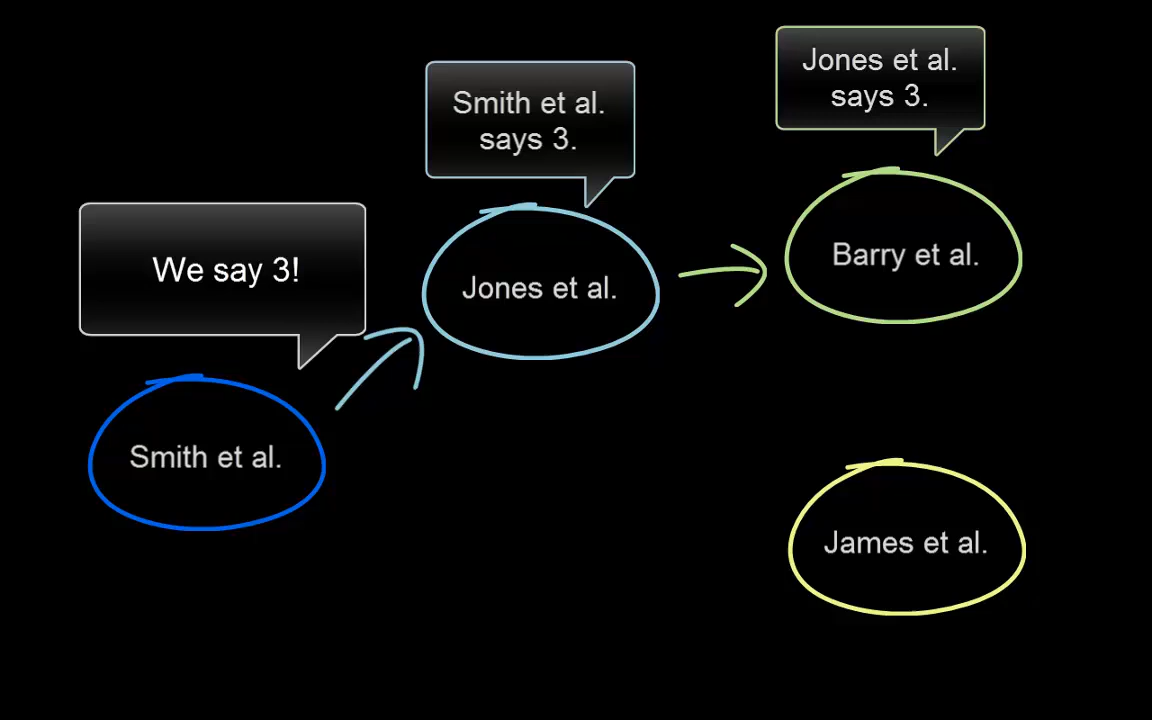 We say 3!
Smith et al.
Smith et al.
says 3.
Jones et al.
Jones et al.
says 3.
Barry et al.
James et al.